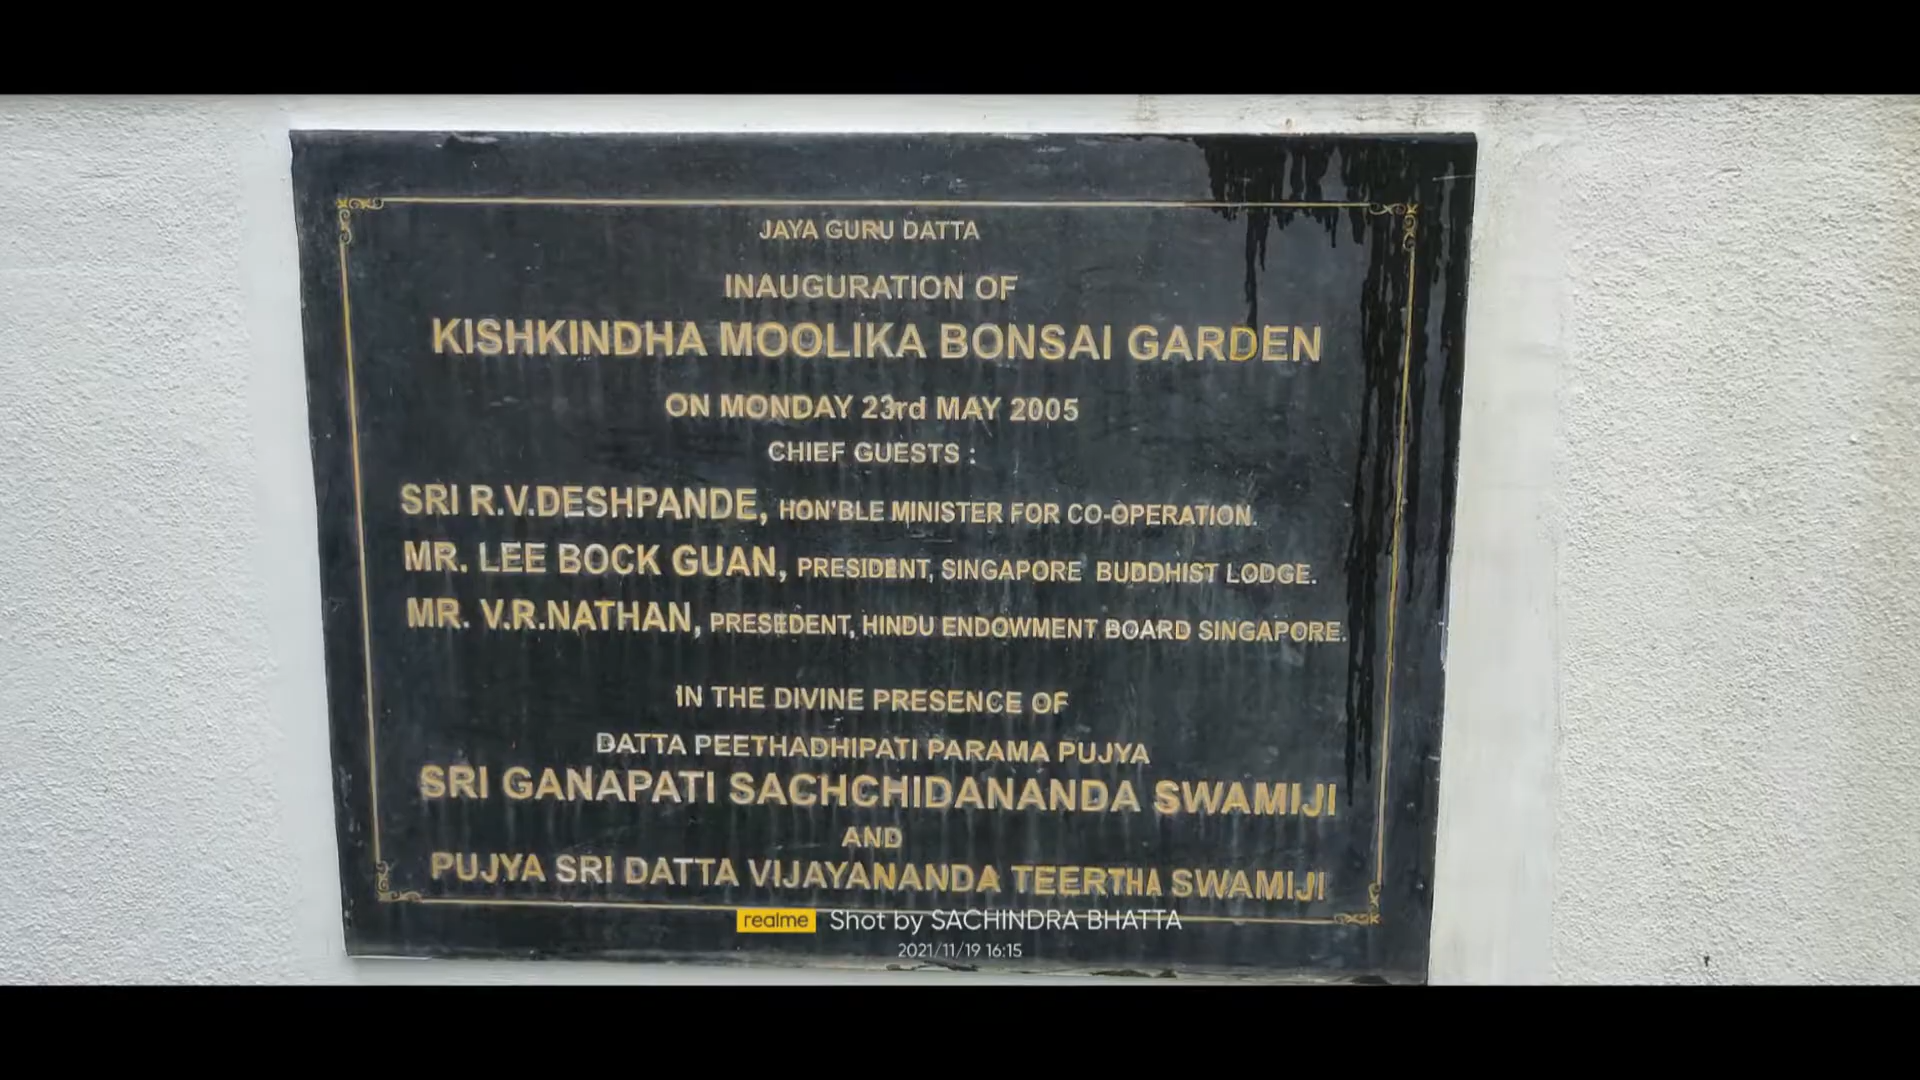 JAYA GURU DATTA
INAUGURATION OF
KISHKINDHA MOOLIKA BONSAI GARDEN
ON MONDAY 23rd MAY 2005
CHIEF GUESTS :
SRI R.V.DESHPANDE, HON'BLE MINISTER FOR CO-OPERATION.
MR. LEE BOCK GUAN, PRESIDENT, SINGAPORE BUDDHIST LODGE.
MR. V.R.NATHAN, PRESEDENT, HINDU ENDOWMENT BOARD SINGAPORE.
IN THE DIVINE PRESENCE OF
DATTA PEETHADHIPATI PARAMA PUJYA
SRI GANAPATI SACHCHIDANANDA SWAMIJI
AND
PUJYA SRI DATTA VIJAYANANDA TEERTHA SWAMIJI
realme Shot by SACHINDRA BHATTA
2021/11/19 16:15